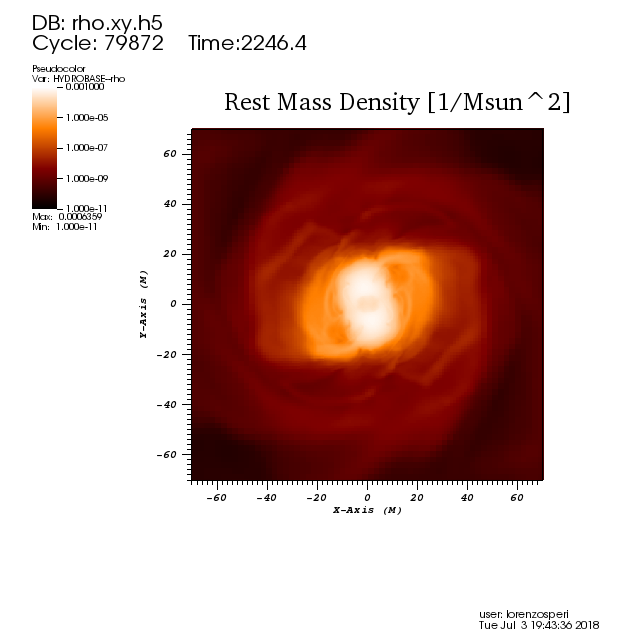 DB: rho.xy.h5
Cycle: 79872 Time:2246.4
Pseudocolor
Var: HYDROBASE--rho
0.001000
1.000e-05
1.000e-07
1.000e-09
1.000e-11
Max: 0.0006359
Min: 1.000e-11
Rest Mass Density [1/Msun^2]
60
40
20
0
-20
-40
-60
Y-Axis (M)
-60 -40 -20 0 20 40 60
X-Axis (M)
user: lorenzosperi
Tue Jul 3 19:43:36 2018